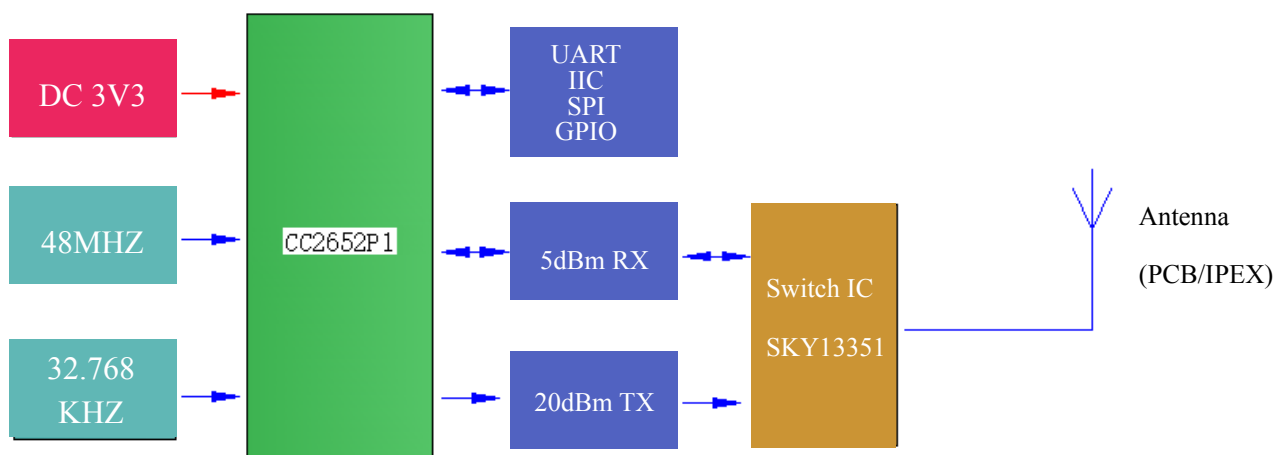 DC 3V3
48MHZ
32.768
KHZ
CC2652P1
UART
IIC
SPI
GPIO
5dBm RX
20dBm TX
Switch IC
SKY13351
Antenna
(PCB/IPEX)